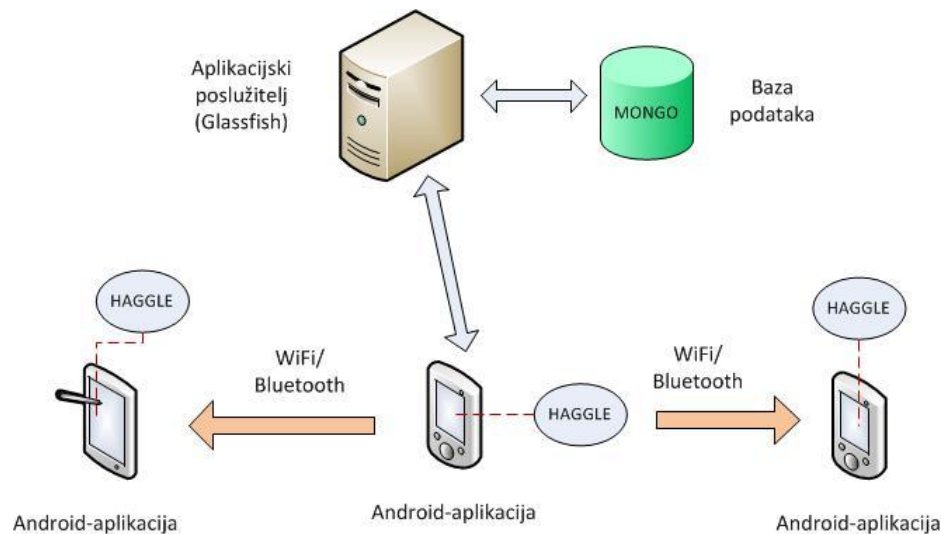 Aplikacijski
poslužitelj
(Glassfish)
MONGO
Baza
podataka
HAGGLE
WiFi/
Bluetooth
HAGGLE
WiFi/
Bluetooth
HAGGLE
Android-aplikacija
Android-aplikacija
Android-aplikacija